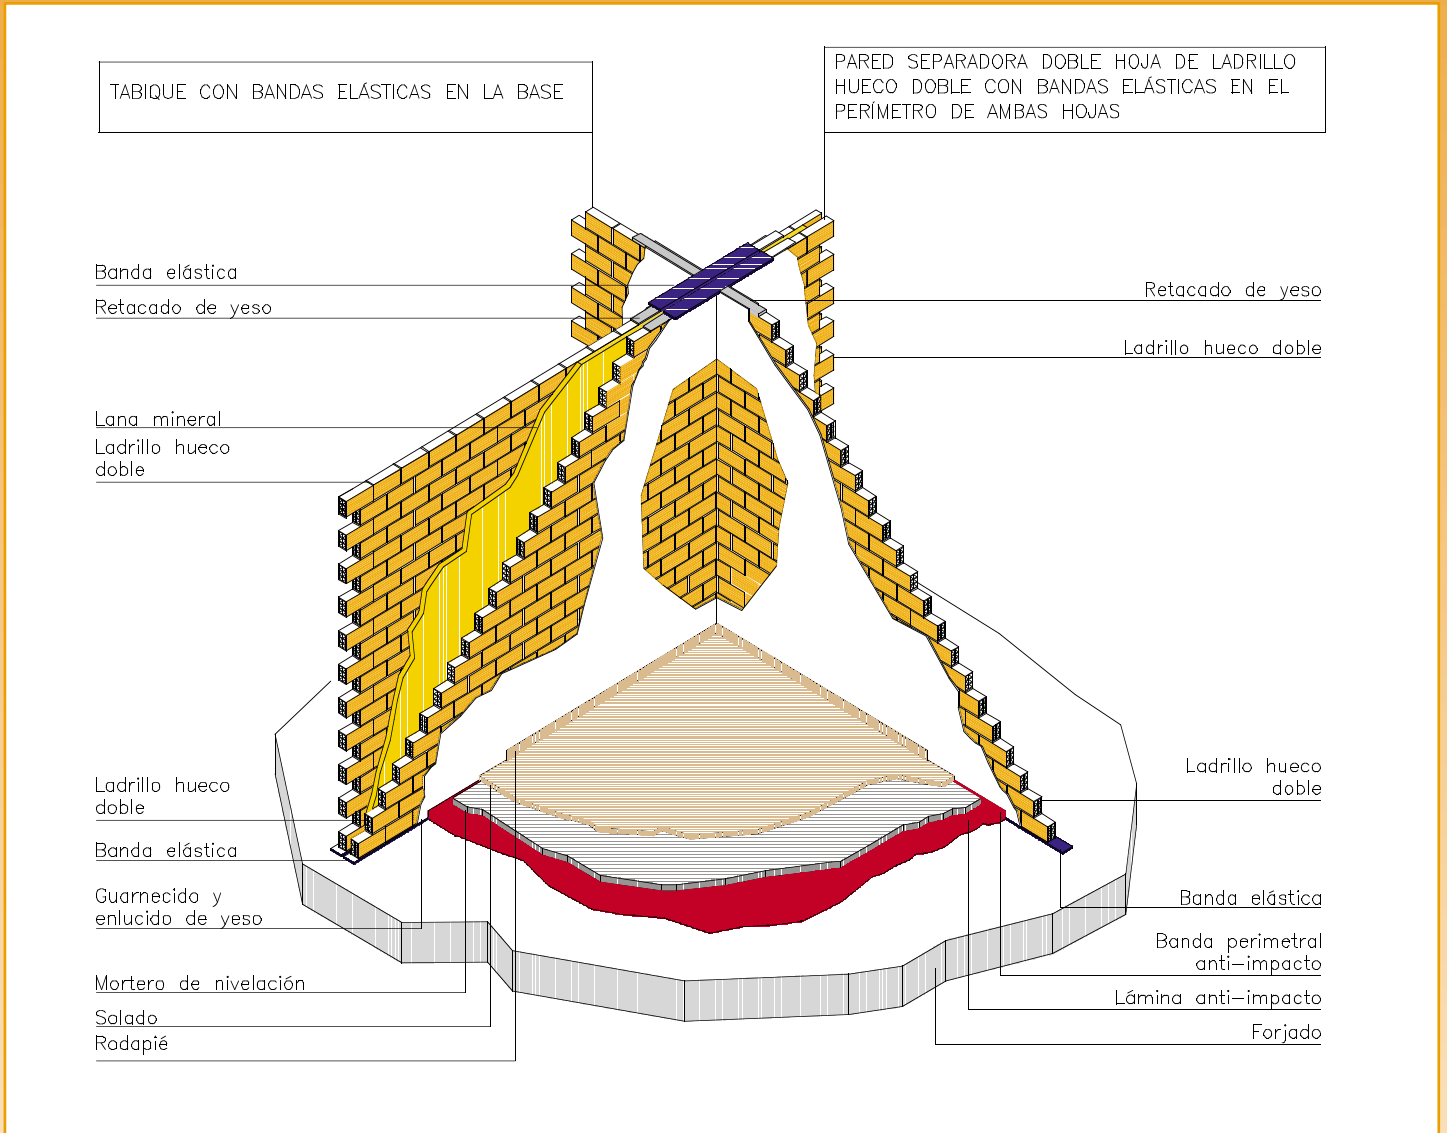 TABIQUE CON BANDAS ELÁSTICAS EN LA BASE
PARED SEPARADORA DOBLE HOJA DE LADRILLO
HUECO DOBLE CON BANDAS ELÁSTICAS EN EL
PERÍMETRO DE AMBAS HOJAS
Banda elástica
Retacado de yeso
Lana mineral
Ladrillo hueco
doble
Ladrillo hueco
doble
Banda elástica
Guarnecido y
enlucido de yeso
Mortero de nivelación
Solado
Rodapié
Retacado de yeso
Ladrillo hueco doble
Ladrillo hueco
doble
Banda elástica
Banda perimetral
anti-impacto
Lámina anti-impacto
Forjado